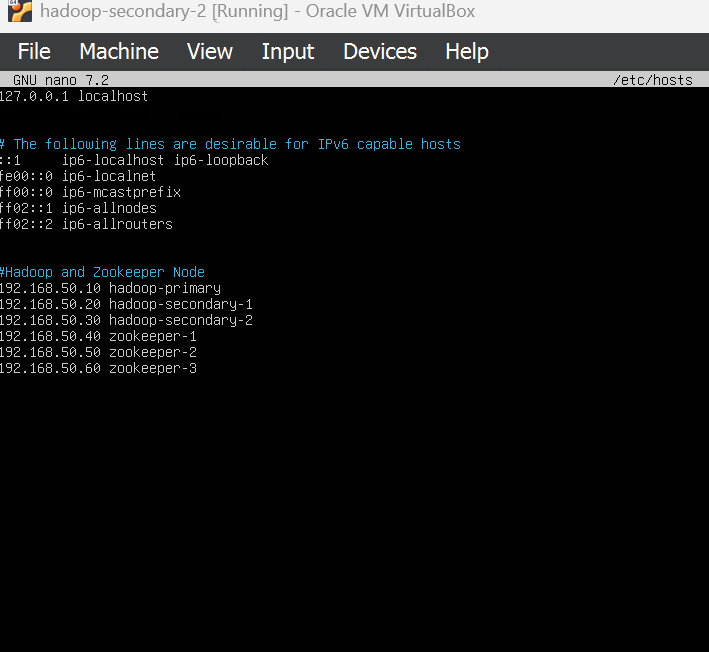 hadoop-secondary-2 [Running] - Oracle VM VirtualBox
File Machine View Input Devices Help
GNU nano 7.2 /etc/hosts
127.0.0.1 localhost
# The following lines are desirable for IPv6 capable hosts
::1 ip6-localhost ip6-loopback
fe00::0 ip6-localnet
ff00::0 ip6-mcastprefix
ff02::1 ip6-allnodes
ff02::2 ip6-allrouters
#Hadoop and Zookeeper Node
192.168.50.10 hadoop-primary
192.168.50.20 hadoop-secondary-1
192.168.50.30 hadoop-secondary-2
192.168.50.40 zookeeper-1
192.168.50.50 zookeeper-2
192.168.50.60 zookeeper-3